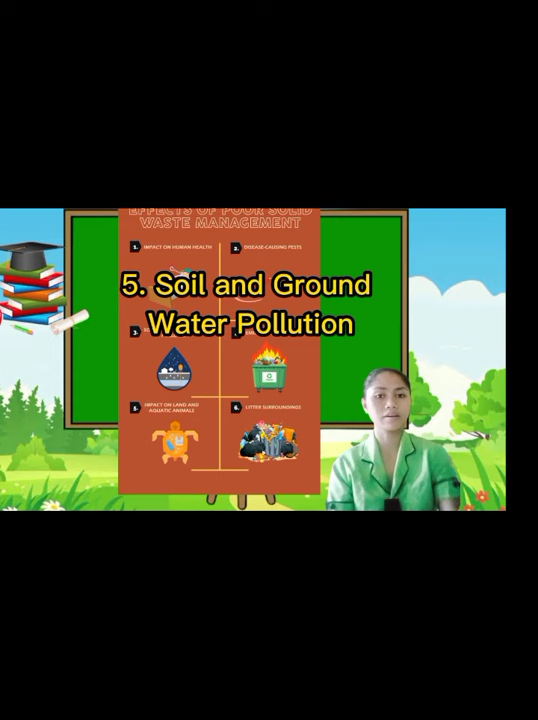 EFFECTS OF POOR SOLID
WASTE MANAGEMENT
1. IMPACT ON HUMAN HEALTH
2. DISEASE-CAUSING PESTS
5. Soil and Ground
Water Pollution
3.
5. IMPACT ON LAND AND
AQUATIC ANIMALS
6. LITTER SURROUNDINGS